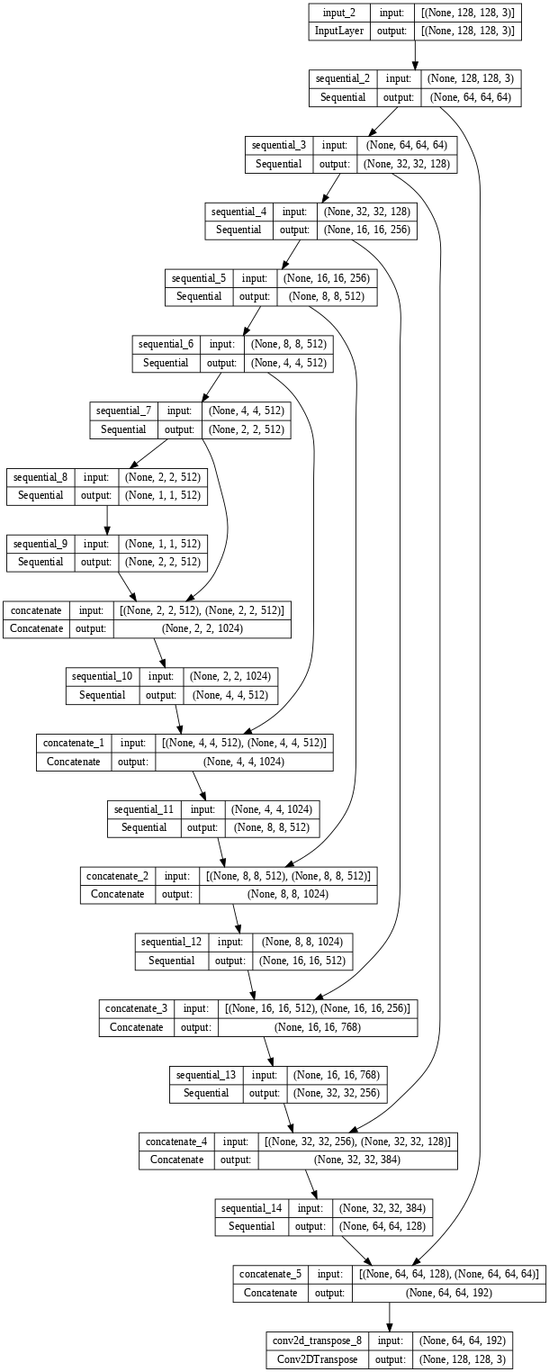 input_2 input: [(None, 128, 128, 3)]
InputLayer output: [(None, 128, 128, 3)]
sequential_2 input: (None, 128, 128, 3)
Sequential output: (None, 64, 64, 64)
sequential_3 input: (None, 64, 64, 64)
Sequential output: (None, 32, 32, 128)
sequential_4 input: (None, 32, 32, 128)
Sequential output: (None, 16, 16, 256)
sequential_5 input: (None, 16, 16, 256)
Sequential output: (None, 8, 8, 512)
sequential_6 input: (None, 8, 8, 512)
Sequential output: (None, 4, 4, 512)
sequential_7 input: (None, 4, 4, 512)
Sequential output: (None, 2, 2, 512)
sequential_8 input: (None, 2, 2, 512)
Sequential output: (None, 1, 1, 512)
sequential_9 input: (None, 1, 1, 512)
Sequential output: (None, 2, 2, 512)
concatenate input: [(None, 2, 2, 512), (None, 2, 2, 512)]
Concatenate output: (None, 2, 2, 1024)
sequential_10 input: (None, 2, 2, 1024)
Sequential output: (None, 4, 4, 512)
concatenate_1 input: [(None, 4, 4, 512), (None, 4, 4, 512)]
Concatenate output: (None, 4, 4, 1024)
sequential_11 input: (None, 4, 4, 1024)
Sequential output: (None, 8, 8, 512)
concatenate_2 input: [(None, 8, 8, 512), (None, 8, 8, 512)]
Concatenate output: (None, 8, 8, 1024)
sequential_12 input: (None, 8, 8, 1024)
Sequential output: (None, 16, 16, 512)
concatenate_3 input: [(None, 16, 16, 512), (None, 16, 16, 256)]
Concatenate output: (None, 16, 16, 768)
sequential_13 input: (None, 16, 16, 768)
Sequential output: (None, 32, 32, 256)
concatenate_4 input: [(None, 32, 32, 256), (None, 32, 32, 128)]
Concatenate output: (None, 32, 32, 384)
sequential_14 input: (None, 32, 32, 384)
Sequential output: (None, 64, 64, 128)
concatenate_5 input: [(None, 64, 64, 128), (None, 64, 64, 64)]
Concatenate output: (None, 64, 64, 192)
conv2d_transpose_8 input: (None, 64, 64, 192)
Conv2DTranspose output: (None, 128, 128, 3)